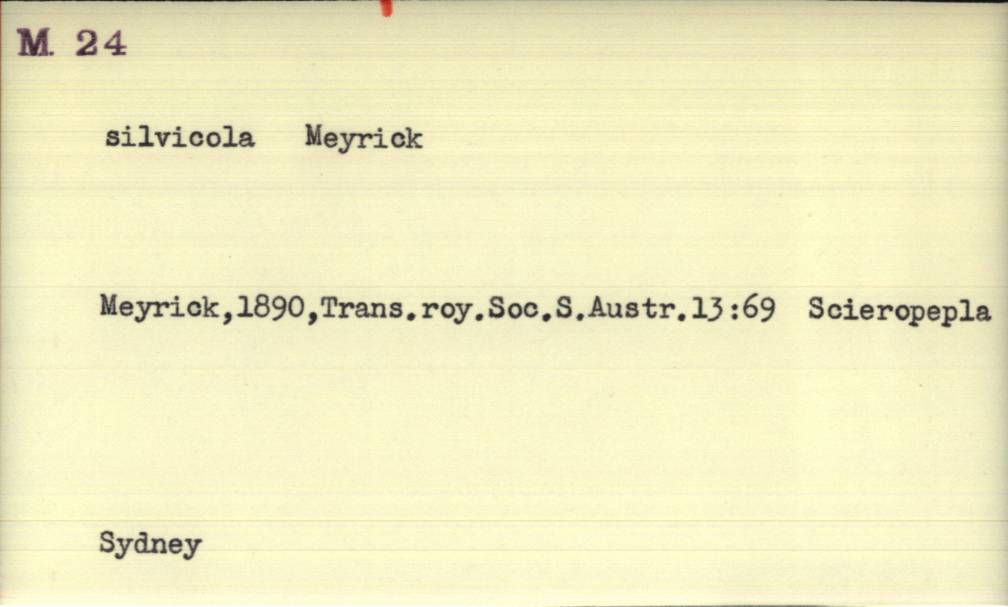 M. 24
silvicola Meyrick
Meyrick,1890,Trans.roy.Soc.S.Austr.13:69 Scieropepla
Sydney